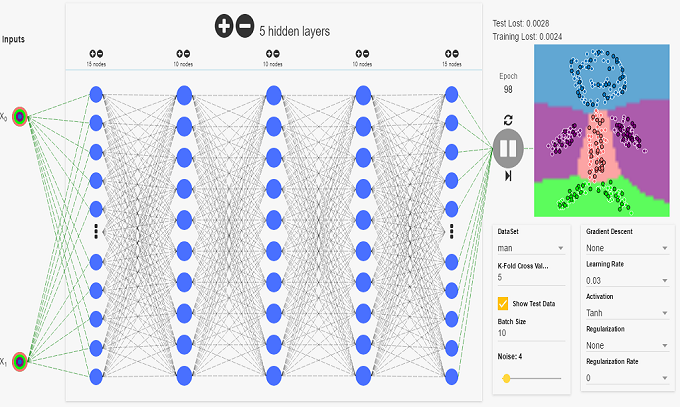 5 hidden layers
Test Lost: 0.0028
Training Lost: 0.0024
Inputs
15 nodes
10 nodes
10 nodes
10 nodes
15 nodes
Epoch
98
X0
X1
DataSet
man
K-Fold Cross Val...
5
Show Test Data
Batch Size
10
Noise: 4
Gradient Descent
None
Learning Rate
0.03
Activation
Tanh
Regularization
None
Regularization Rate
0